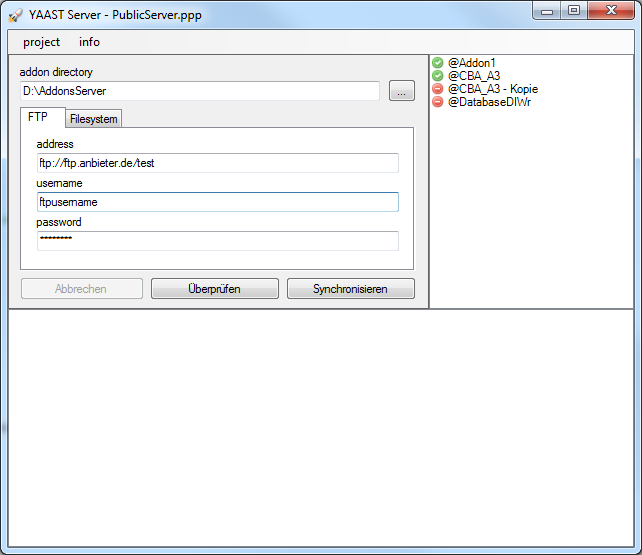 YAAST Server - PublicServer.ppp
project info
addon directory
D:\AddonsServer
...
FTP Filesystem
address
ftp://ftp.anbieter.de/test
username
ftpusername
password
********
Abbrechen Überprüfen Synchronisieren
@Addon1
@CBA_A3
@CBA_A3 - Kopie
@DatabaseDlWr